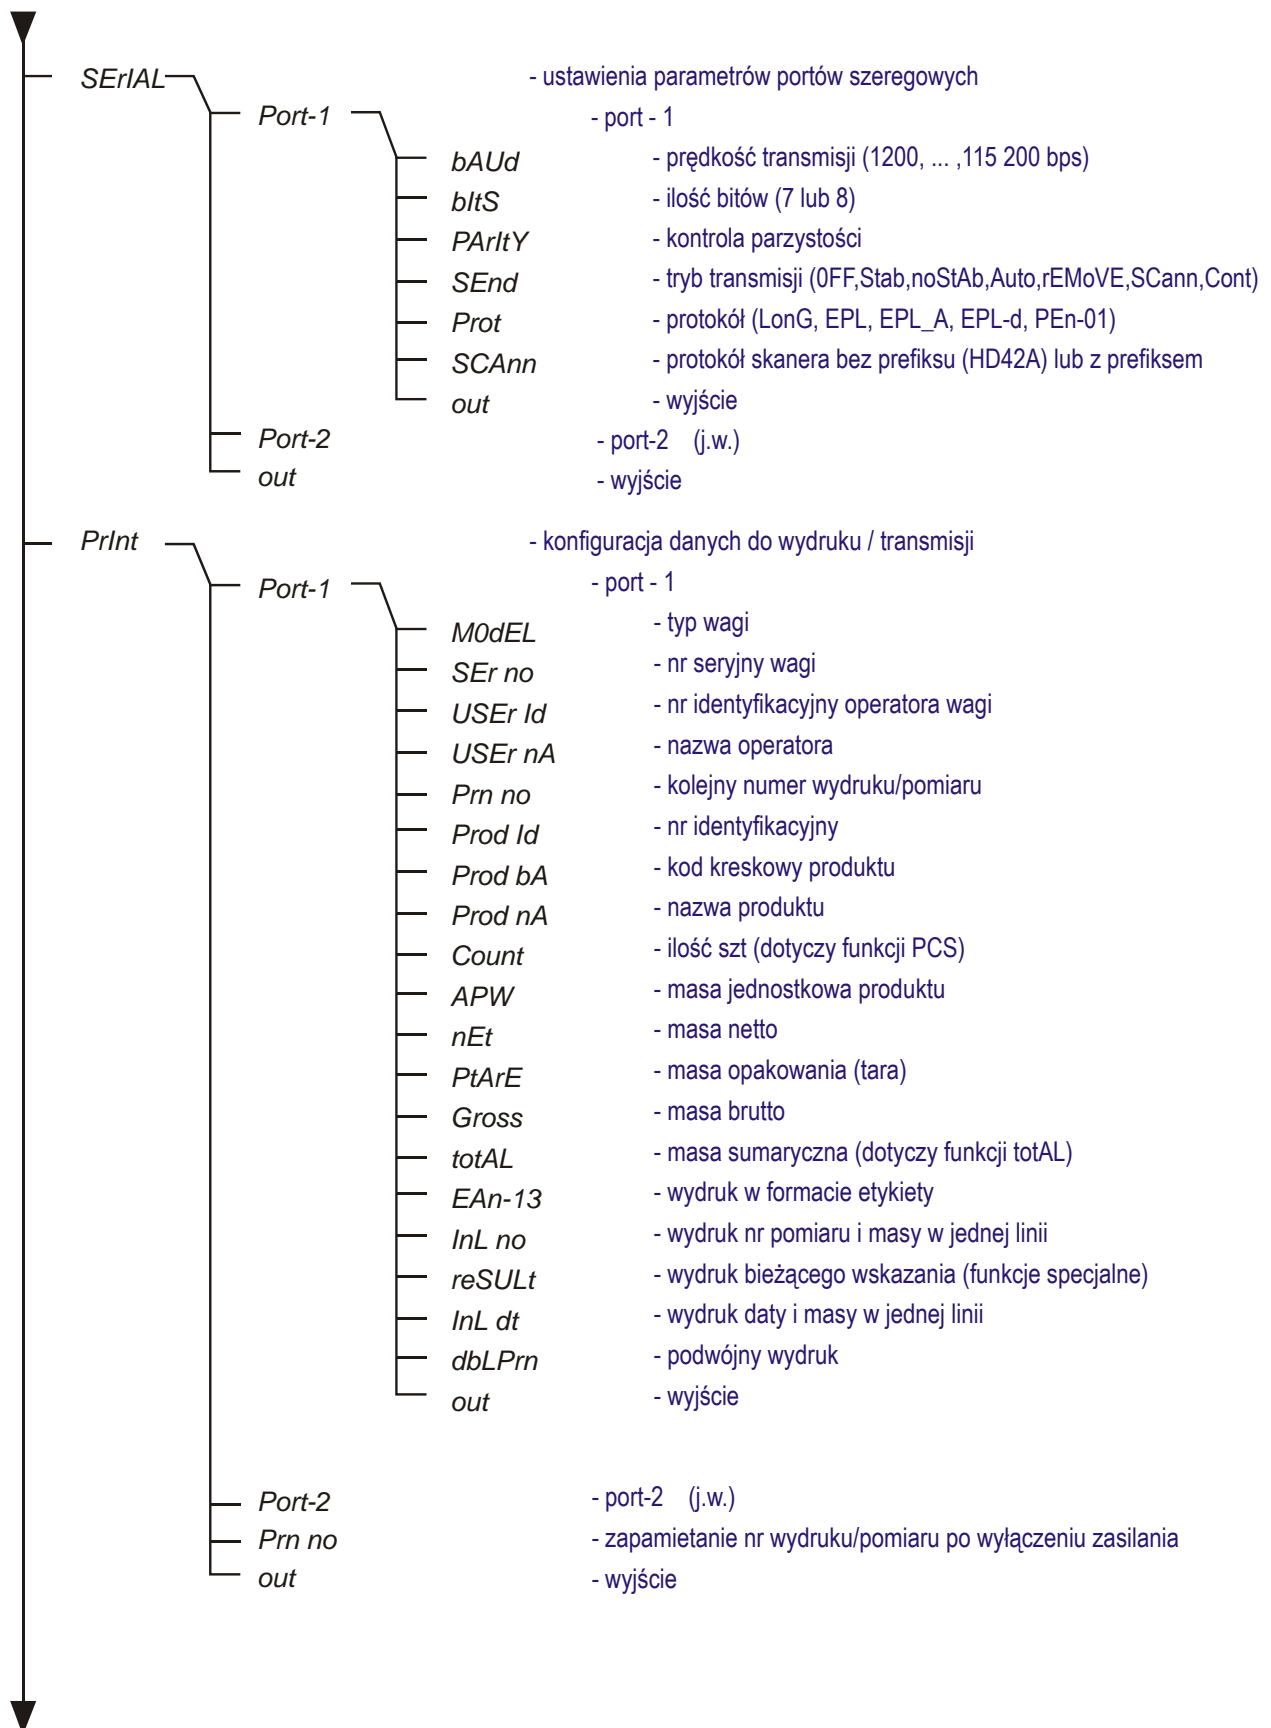 SErIAL - ustawienia parametrów portów szeregowych
Port-1 - port - 1
bAUd - prędkość transmisji (1200, ... ,115 200 bps)
bItS - ilość bitów (7 lub 8)
PArItY - kontrola parzystości
SEnd - tryb transmisji (0FF,Stab,noStAb,Auto,rEMoVE,SCann,Cont)
Prot - protokół (LonG, EPL, EPL_A, EPL-d, PEn-01)
SCAnn - protokół skanera bez prefiksu (HD42A) lub z prefiksem
out - wyjście
Port-2 - port-2 (j.w.)
out - wyjście
PrInt - konfiguracja danych do wydruku / transmisji
Port-1 - port - 1
M0dEL - typ wagi
SEr no - nr seryjny wagi
USEr Id - nr identyfikacyjny operatora wagi
USEr nA - nazwa operatora
Prn no - kolejny numer wydruku/pomiaru
Prod Id - nr identyfikacyjny
Prod bA - kod kreskowy produktu
Prod nA - nazwa produktu
Count - ilość szt (dotyczy funkcji PCS)
APW - masa jednostkowa produktu
nEt - masa netto
PtArE - masa opakowania (tara)
Gross - masa brutto
totAL - masa sumaryczna (dotyczy funkcji totAL)
EAn-13 - wydruk w formacie etykiety
InL no - wydruk nr pomiaru i masy w jednej linii
reSULt - wydruk bieżącego wskazania (funkcje specjalne)
InL dt - wydruk daty i masy w jednej linii
dbLPrn - podwójny wydruk
out - wyjście
Port-2 - port-2 (j.w.)
Prn no - zapamietanie nr wydruku/pomiaru po wyłączeniu zasilania
out - wyjście